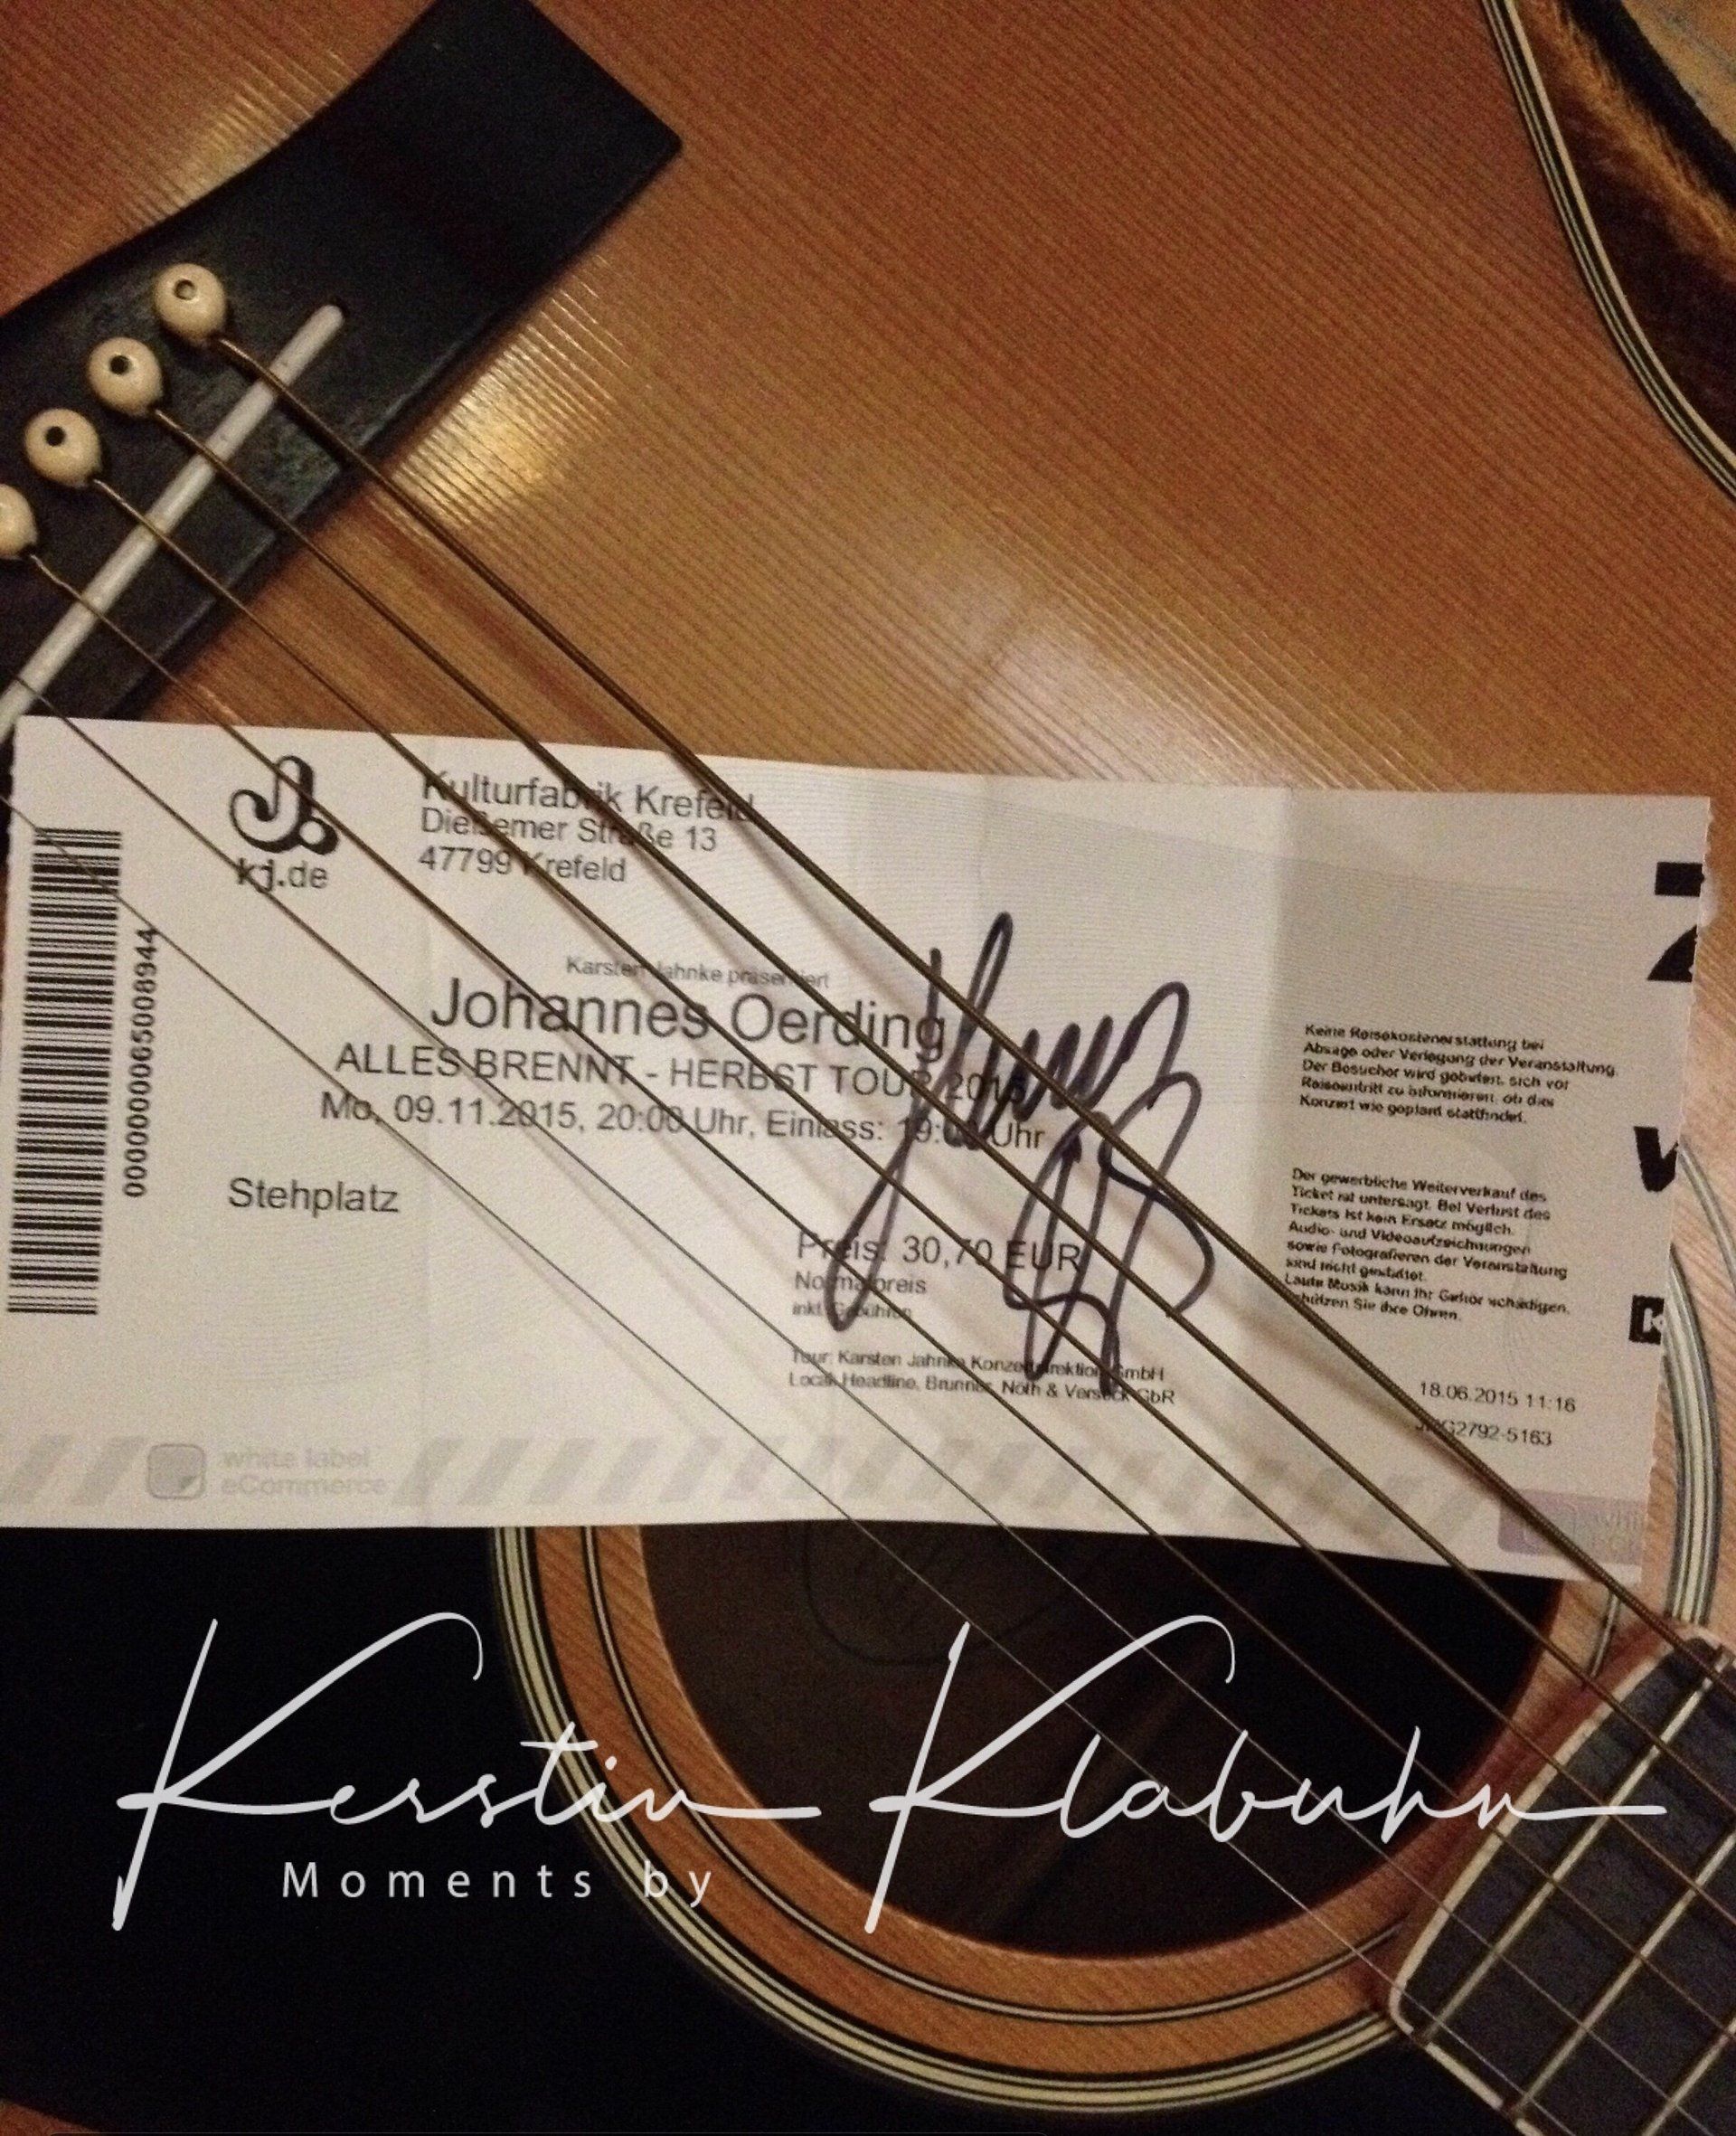 kj.de
Kulturfabrik Krefeld
Dießemer Straße 13
47799 Krefeld
0000000065008944
Karsten Jahnke präsentiert
Johannes Oerding
ALLES BRENNT - HERBST TOUR 2015
Mo, 09.11.2015, 20:00 Uhr, Einlass: 19:00 Uhr
Stehplatz
Preis: 30,70 EUR
Normalpreis
inkl. Gebühren
Tour: Karsten Jahnke Konzertdirektion GmbH
Local: Headline, Brunner, Nöth & Versteck GbR
Keine Reisekostenerstattung bei
Absage oder Verlegung der Veranstaltung.
Der Besucher wird gebeten, sich vor
Reiseantritt zu informieren, ob das
Konzert wie geplant stattfindet.
Der gewerbliche Weiterverkauf des
Ticket ist untersagt. Bei Verlust des
Tickets ist kein Ersatz möglich.
Audio- und Videoaufzeichnungen
sowie Fotografieren der Veranstaltung
sind nicht gestattet.
Laute Musik kann Ihr Gehör schädigen.
Schützen Sie ihre Ohren.
18.06.2015 11:16
2792-5163
white label
eCommerce
Kerstin Klabuhn
Moments by